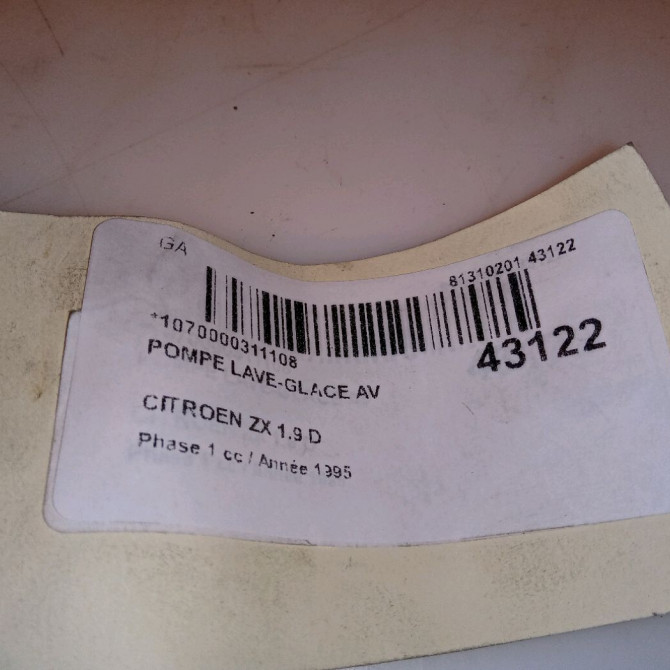 GA
81310201 43122
*1070000311108
43122
POMPE LAVE-GLACE AV
CITROEN ZX 1.9 D
Phase 1 cc / Année 1995